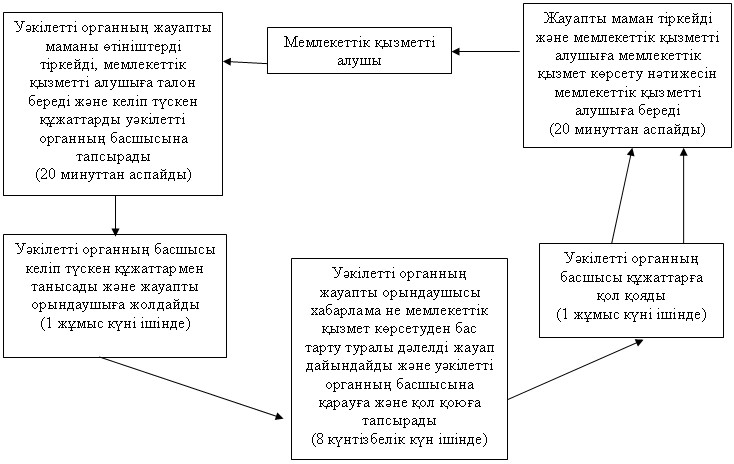 Уәкілетті органның жауапты
маманы өтініштерді
тіркейді, мемлекеттік
қызметті алушыға талон
береді және келіп түскен
құжаттарды уәкілетті
органның басшысына
тапсырады
(20 минуттан аспайды)
Мемлекеттік қызметті
алушы
Жауапты маман тіркейді
және мемлекеттік қызметті
алушыға мемлекеттік
қызмет көрсету нәтижесін
мемлекеттік қызметті
алушыға береді
(20 минуттан аспайды)
Уәкілетті органның басшысы
келіп түскен құжаттармен
танысады және жауапты
орындаушыға жолдайды
(1 жұмыс күні ішінде)
Уәкілетті органның
жауапты орындаушысы
хабарлама не мемлекеттік
қызмет көрсетуден бас
тарту туралы дәлелді жауап
дайындайды және уәкілетті
органның басшысына
қарауға және қол қоюға
тапсырады
(8 күнтізбелік күн ішінде)
Уәкілетті органның
басшысы құжаттарға
қол қояды
(1 жұмыс күні ішінде)